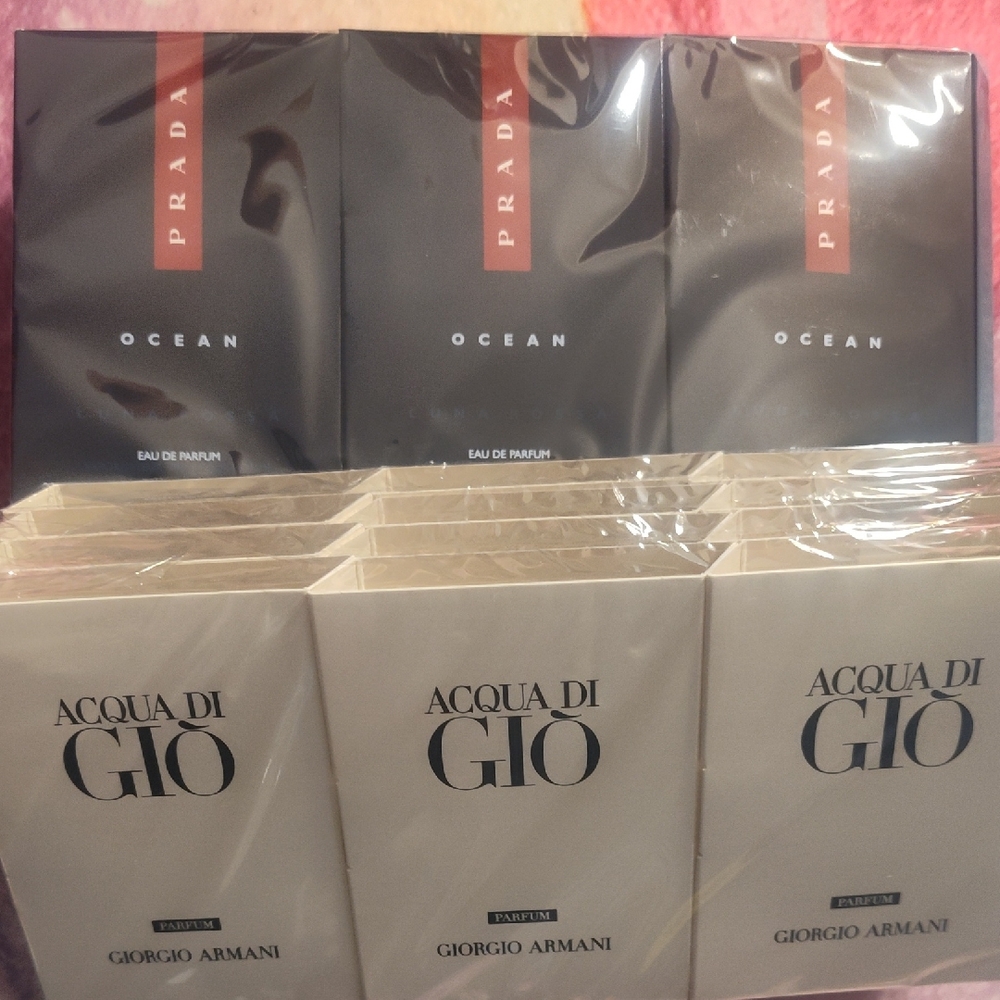 PRADA
OCEAN
EAU DE PARFUM
PRADA
OCEAN
LUNA
EAU DE PARFUM
PRADA
OCEAN
ACQUA DI
GIÒ
PARFUM
GIORGIO ARMANI
ACQUA DI
GIÒ
PARFUM
GIORGIO ARMANI
ACQUA DI
GIÒ
PARFUM
GIORGIO ARMANI